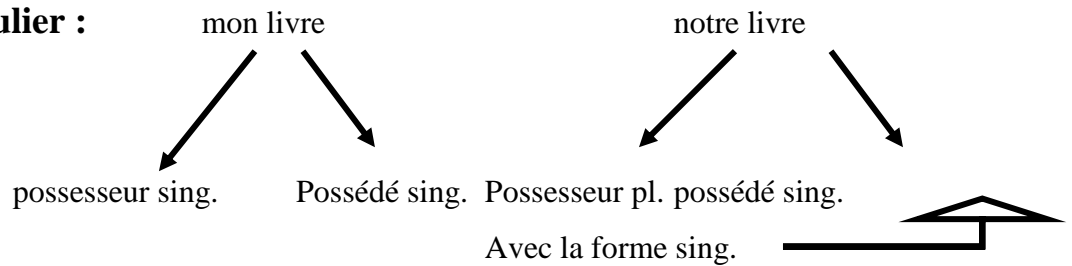 ulier : mon livre notre livre
possesseur sing. Possédé sing. Possesseur pl. possédé sing.
Avec la forme sing.